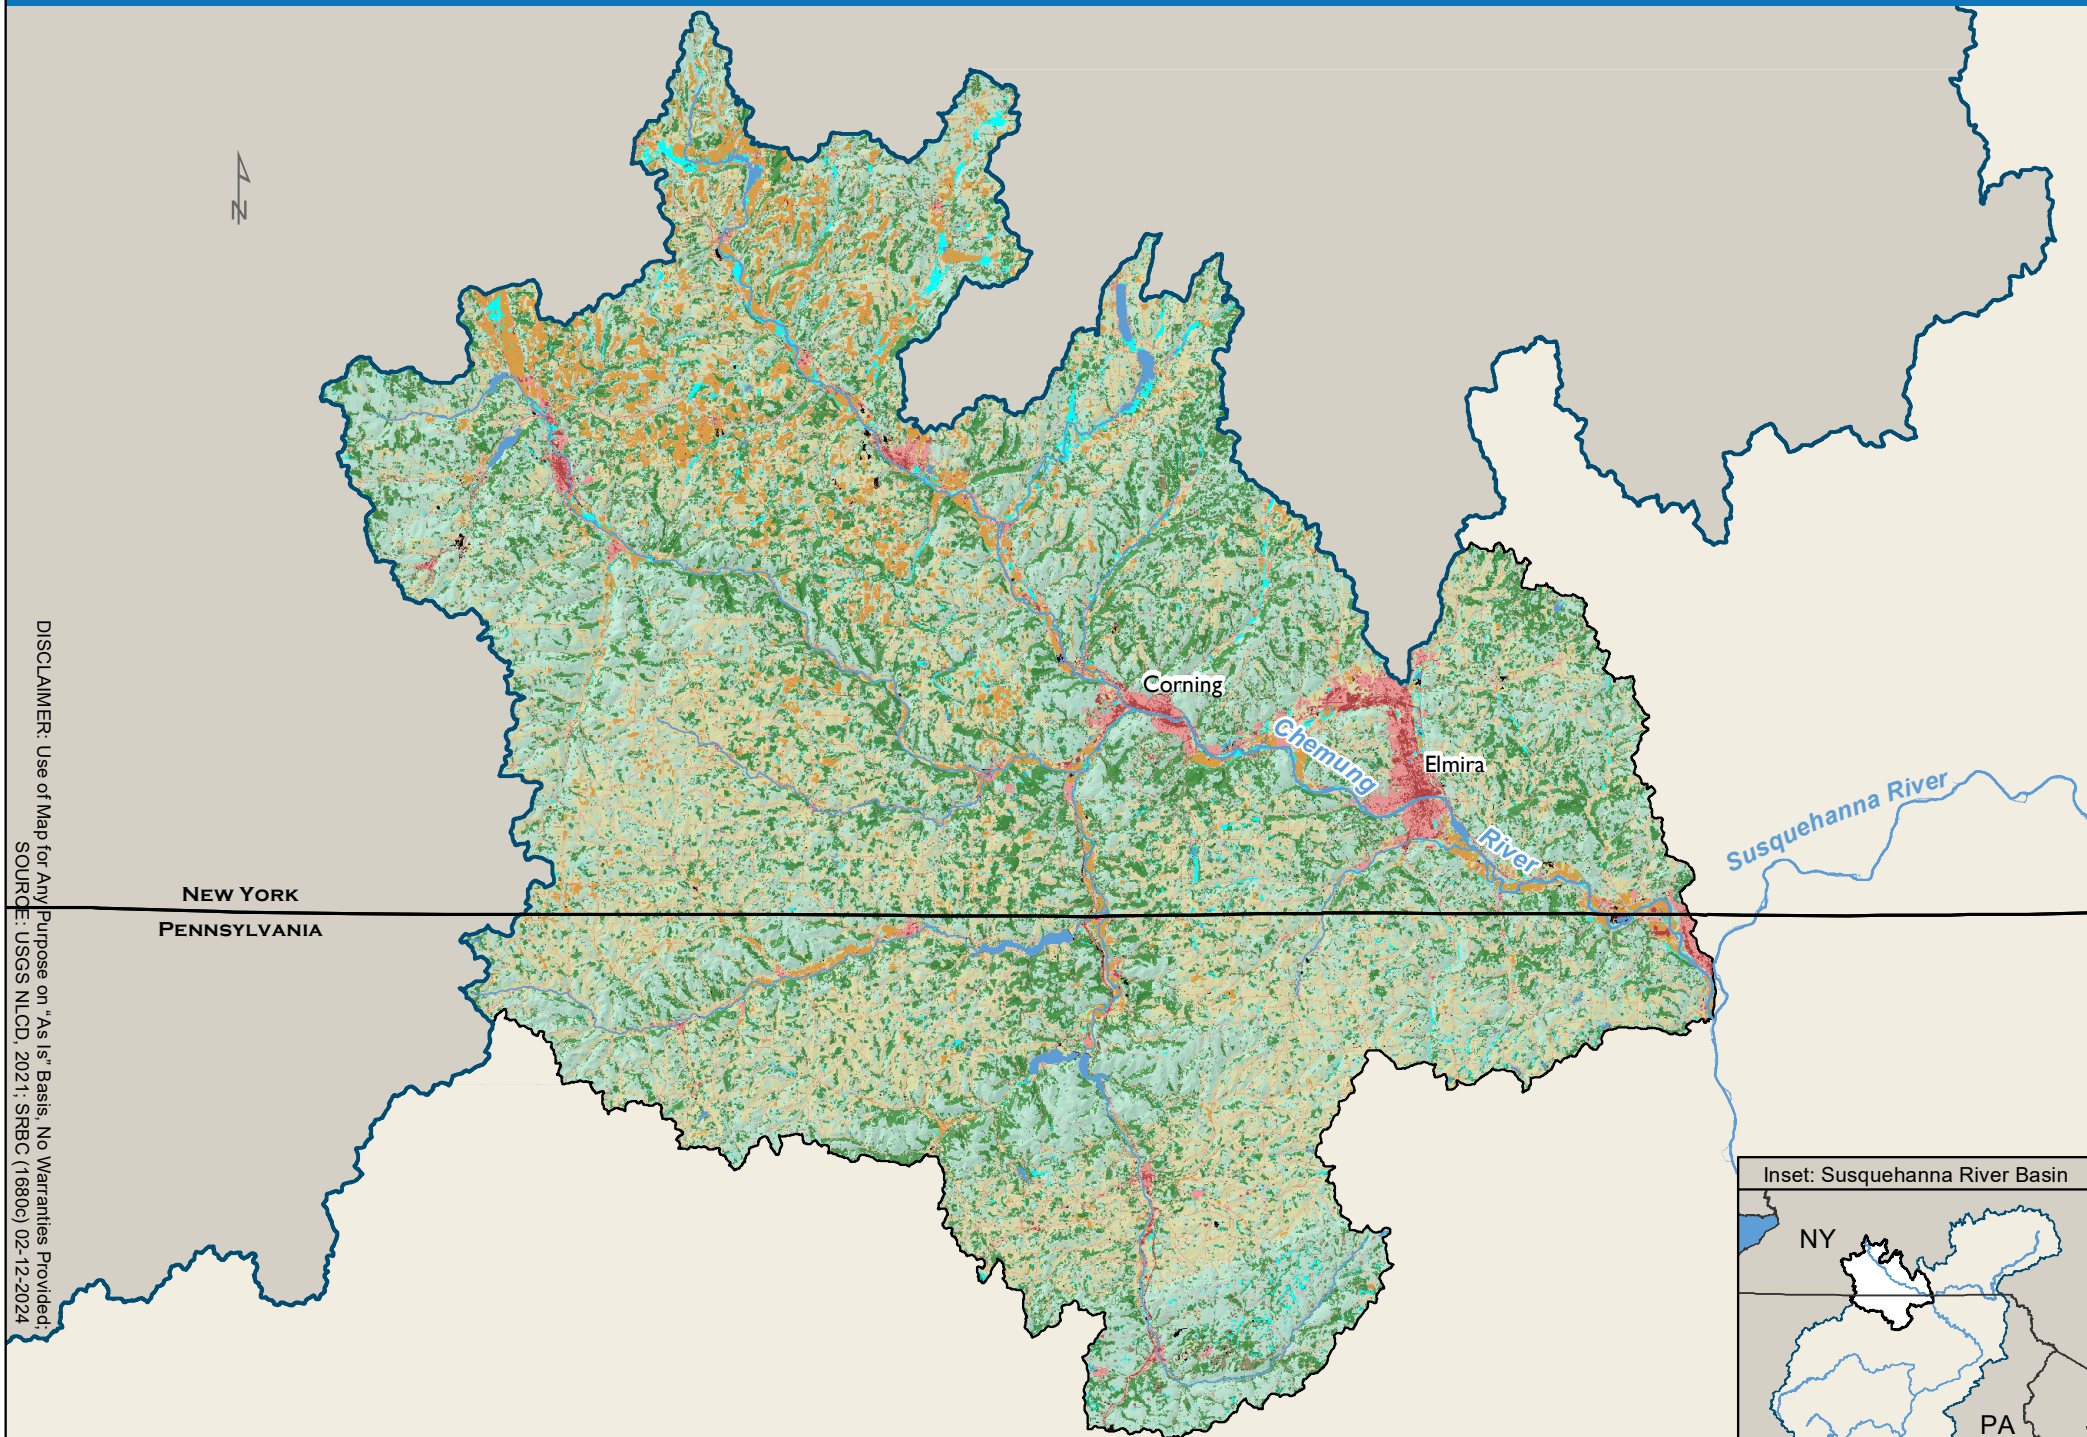 N
Corning
Chemung
River
Elmira
Susquehanna River
NEW YORK
PENNSYLVANIA
DISCLAIMER: Use of Map for Any Purpose on "As Is" Basis, No Warranties Provided;
SOURCE: USGS NLCD, 2021; SRBC (1680c) 02-12-2024
Inset: Susquehanna River Basin
NY
PA